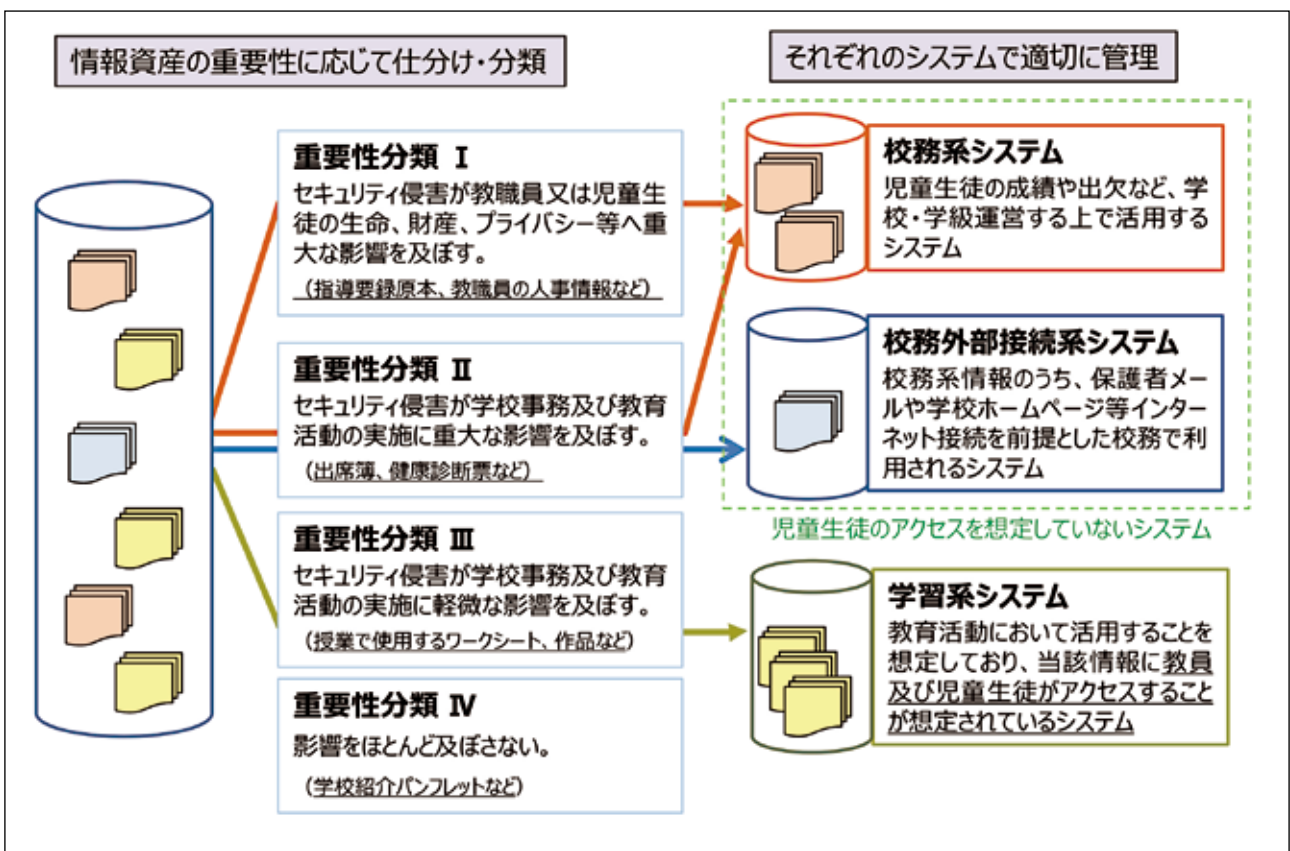 情報資産の重要性に応じて仕分け・分類
それぞれのシステムで適切に管理
重要性分類 Ⅰ
セキュリティ侵害が教職員又は児童生
徒の生命、財産、プライバシー等へ重
大な影響を及ぼす。
（指導要録原本、教職員の人事情報など）
重要性分類 Ⅱ
セキュリティ侵害が学校事務及び教育
活動の実施に重大な影響を及ぼす。
（出席簿、健康診断票など）
重要性分類 Ⅲ
セキュリティ侵害が学校事務及び教育
活動の実施に軽微な影響を及ぼす。
（授業で使用するワークシート、作品など）
重要性分類 Ⅳ
影響をほとんど及ぼさない。
（学校紹介パンフレットなど）
校務系システム
児童生徒の成績や出欠など、学
校・学級運営する上で活用する
システム
校務外部接続系システム
校務系情報のうち、保護者メー
ルや学校ホームページ等インター
ネット接続を前提とした校務で利
用されるシステム
児童生徒のアクセスを想定していないシステム
学習系システム
教育活動において活用することを
想定しており、当該情報に教員
及び児童生徒がアクセスすること
が想定されているシステム